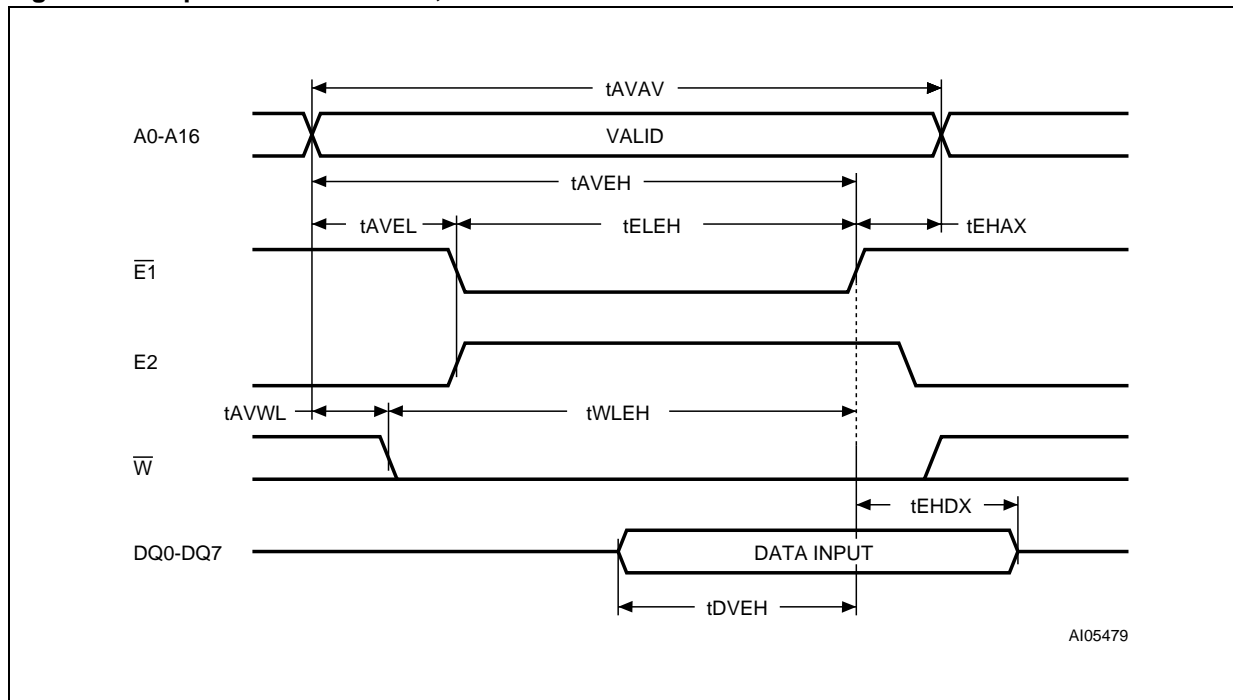 tAVAV
A0-A16 VALID
tAVEH
tAVEL tELEH tEHAX
E1
E2
tAVWL tWLEH
W
tEHDX
DQ0-DQ7 DATA INPUT
tDVEH
AI05479